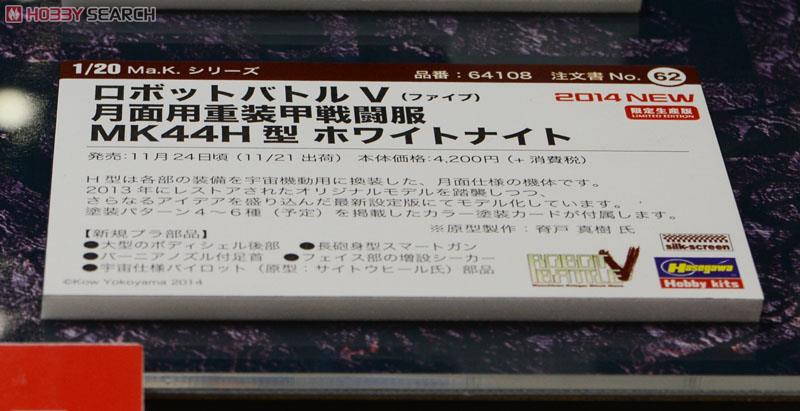 HOBBY SEARCH
1/20 Ma.K. シリーズ 品番：64108 注文書 No. 62
ロボットバトル V (ファイブ)
2014 NEW
月面用重装甲戦闘服
限定生産版
LIMITED EDITION
MK44H 型 ホワイトナイト
発売：11月24日頃（11/21 出荷） 本体価格：4,200円（+ 消費税）
H 型は各部の装備を宇宙機動用に換装した、月面仕様の機体です。
2013 年にレストアされたオリジナルモデルを踏襲しつつ、
さらなるアイデアを盛り込んだ最新設定版にてモデル化しています。
塗装パターン４～６種（予定）を掲載したカラー塗装カードが付属します。
※原型製作：脊戸 真樹 氏
【新規プラ部品】
●大型のボディシェル後部 ●長砲身型スマートガン
●バーニアノズル付足首 ●フェイス部の増設シーカー
●宇宙仕様パイロット（原型：サイトウヒール氏）部品
©Kow Yokoyama 2014
ROBOT BATTLE V
silk-screen
Hasegawa
Hobby kits